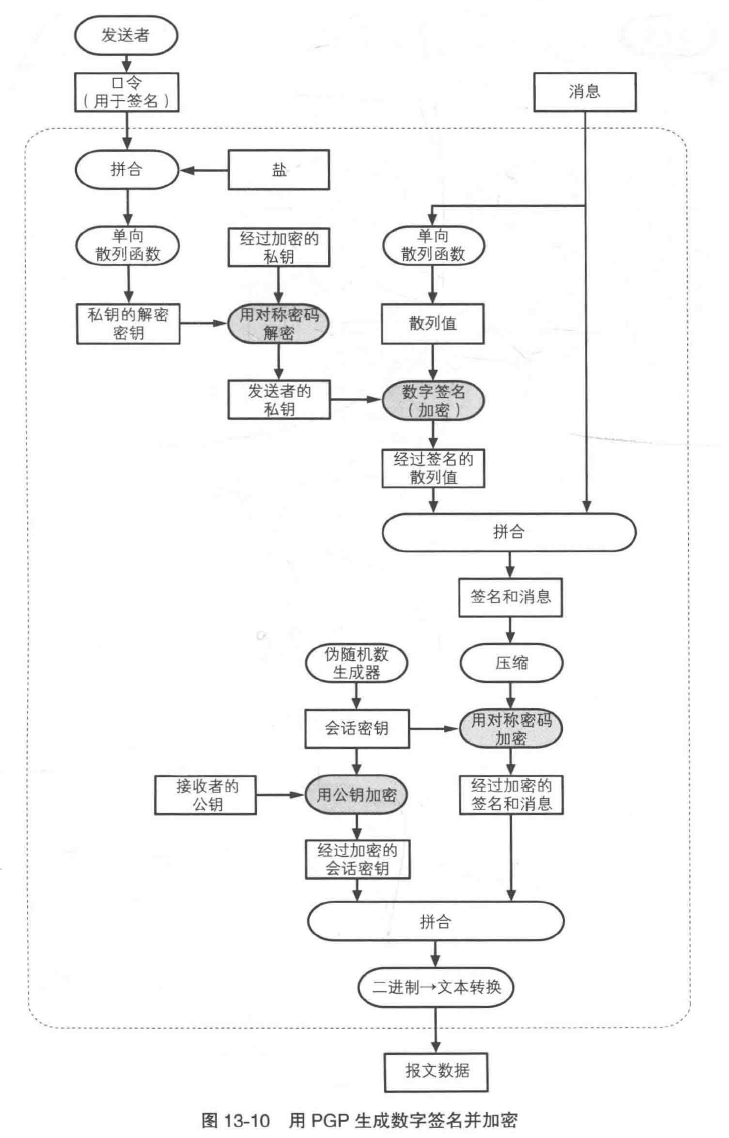 发送者
口令
(用于签名)
消息
拼合
盐
单向
散列函数
经过加密的
私钥
单向
散列函数
私钥的解密
密钥
用对称密码
解密
散列值
发送者的
私钥
数字签名
(加密)
经过签名的
散列值
拼合
签名和消息
伪随机数
生成器
压缩
会话密钥
用对称密码
加密
接收者的
公钥
用公钥加密
经过加密的
签名和消息
经过加密的
会话密钥
拼合
二进制→文本转换
报文数据
图 13-10 用 PGP 生成数字签名并加密